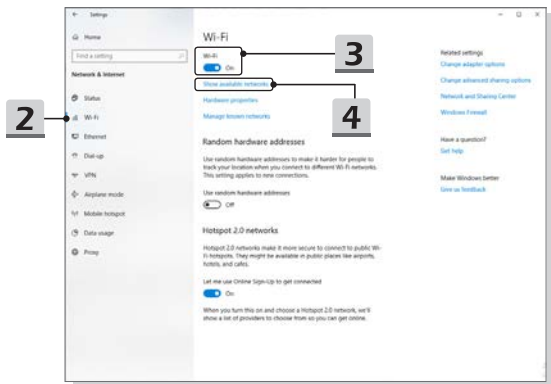 Settings
Home
Find a setting
Network & Internet
Status
Wi-Fi
Ethernet
Dial-up
VPN
Airplane mode
Mobile hotspot
Data usage
Proxy
2
Wi-Fi
Wi-Fi
On
3
Show available networks
4
Hardware properties
Manage known networks
Random hardware addresses
Use random hardware addresses to make it harder for people to
track your location when you connect to different Wi-Fi networks.
This setting applies to new connections.
Use random hardware addresses
Off
Hotspot 2.0 networks
Hotspot 2.0 networks make it more secure to connect to public Wi-
Fi hotspots. They might be available in public places like airports,
hotels, and cafes.
Let me use Online Sign-Up to get connected
On
When you turn this on and choose a Hotspot 2.0 network, we'll
show a list of providers to choose from so you can get online.
Related settings
Change adapter options
Change advanced sharing options
Network and Sharing Center
Windows Firewall
Have a question?
Get help
Make Windows better
Give us feedback